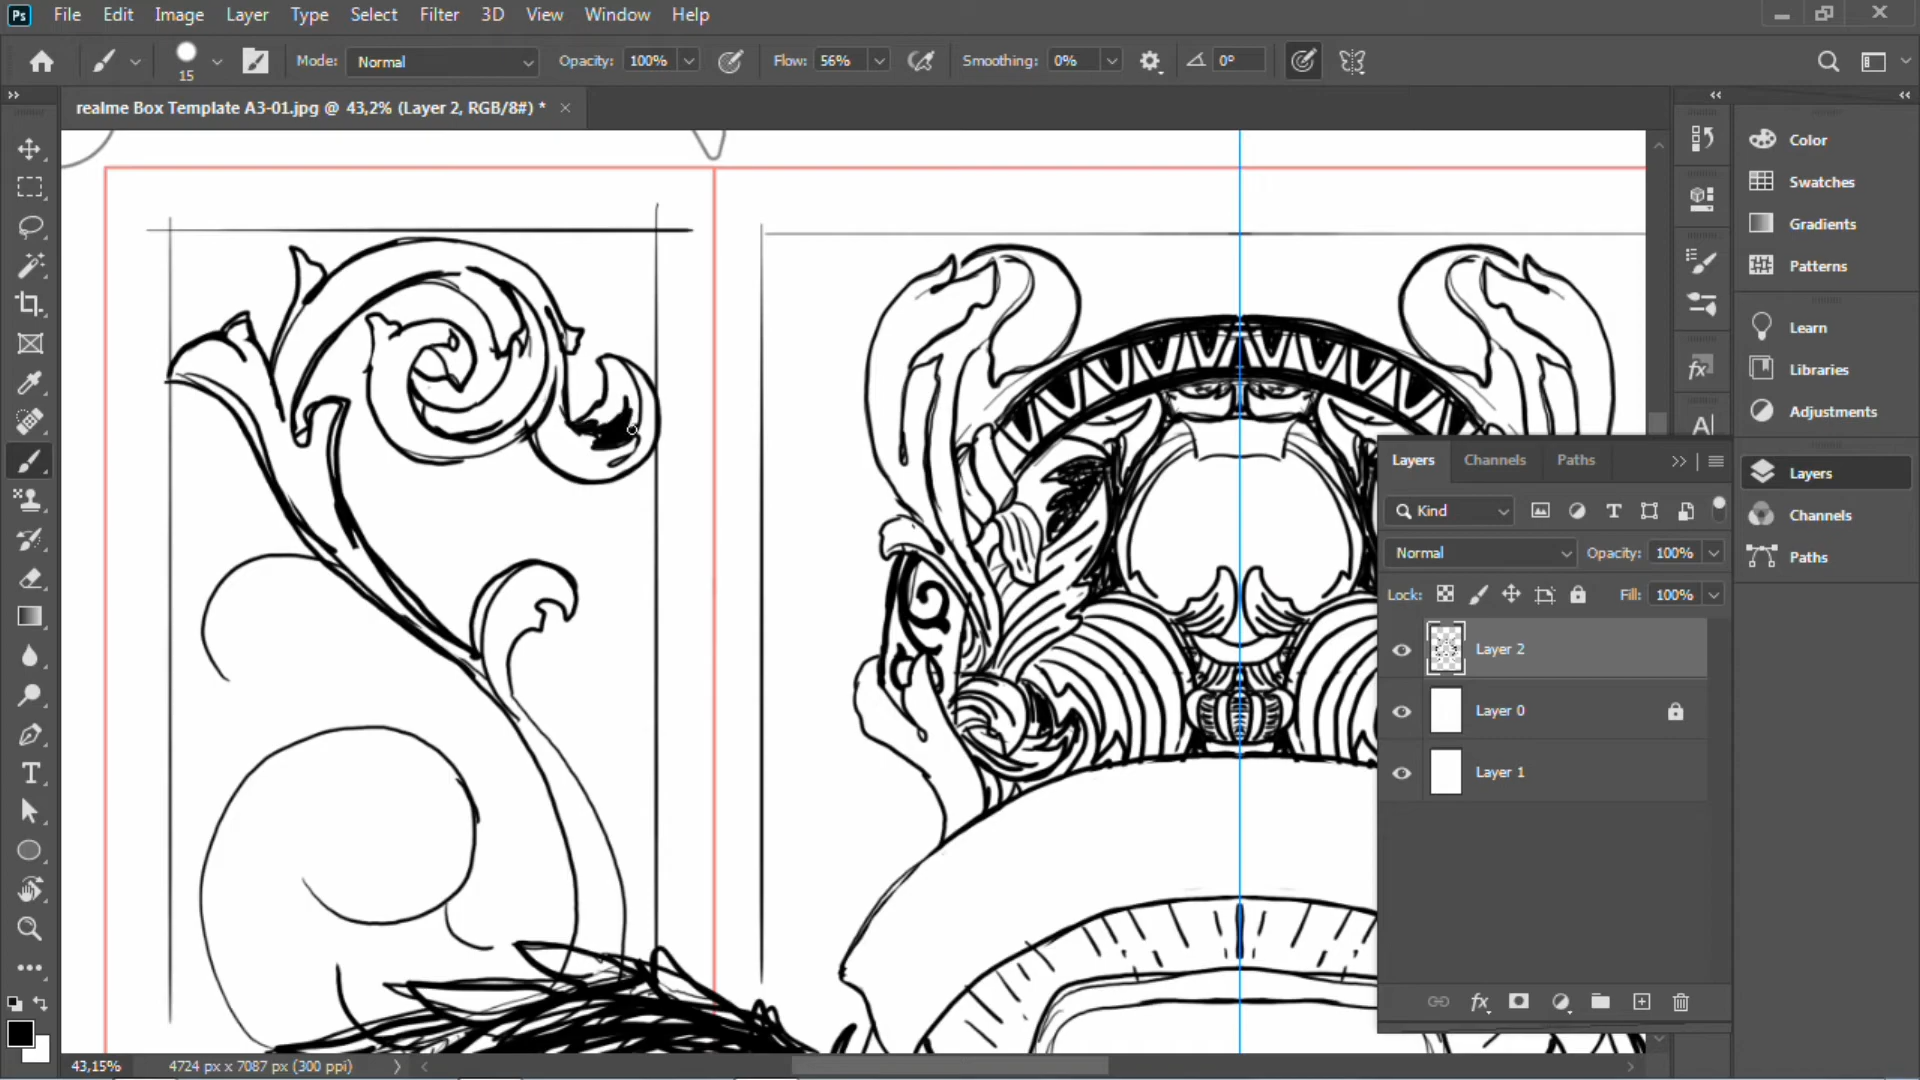 Ps File Edit Image Layer Type Select Filter 3D View Window Help
15 Mode: Normal Opacity: 100% Flow: 56% Smoothing: 0% 0°
realme Box Template A3-01.jpg @ 43,2% (Layer 2, RGB/8#) *
Color
Swatches
Gradients
Patterns
Learn
Libraries
Adjustments
Layers
Channels
Paths
Layers Channels Paths
Kind
Normal Opacity: 100%
Lock: Fill: 100%
Layer 2
Layer 0
Layer 1
fx
43,15% 4724 px x 7087 px (300 ppi)